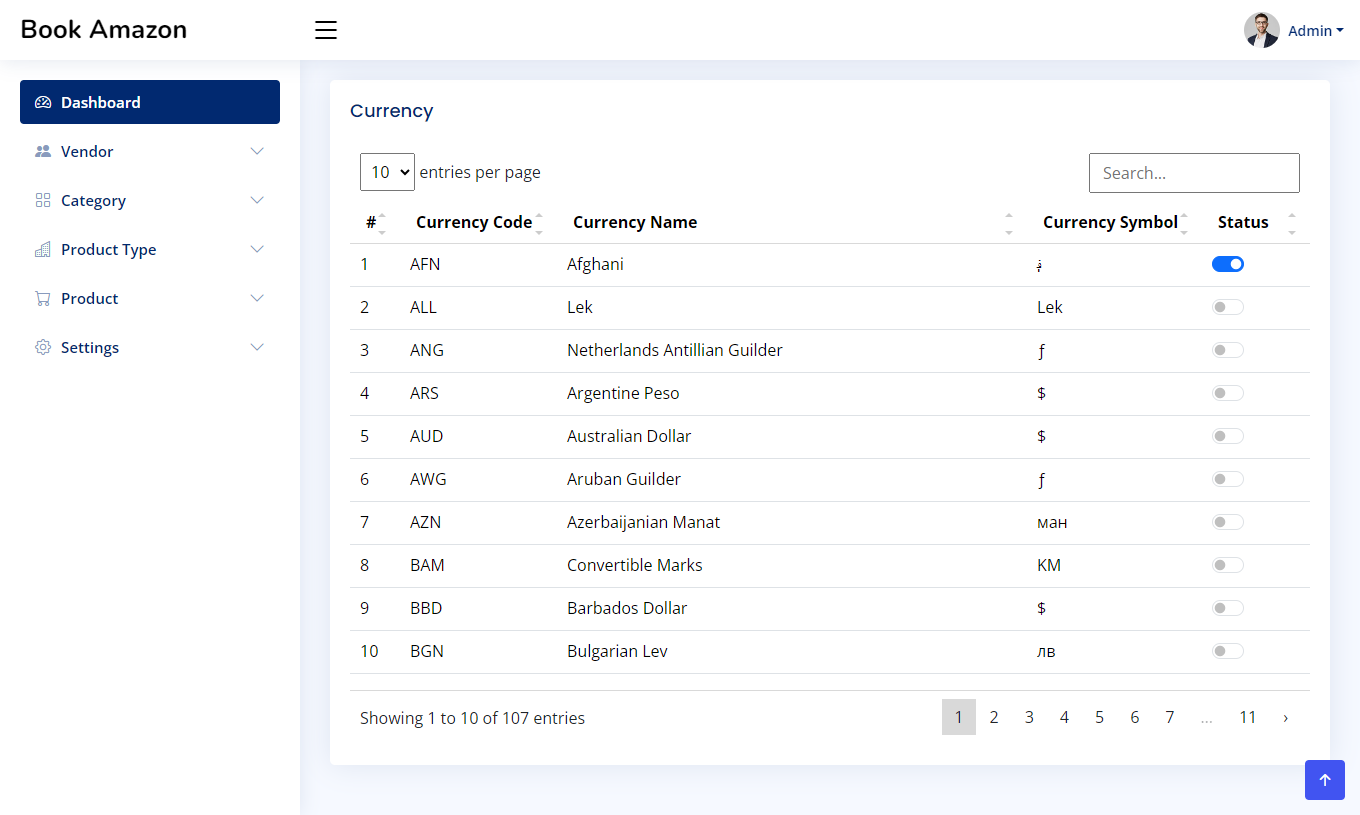 Book Amazon
Admin
Dashboard
Vendor
Category
Product Type
Product
Settings
Currency
10 entries per page
Search...
# Currency Code Currency Name Currency Symbol Status
1 AFN Afghani ؋
2 ALL Lek Lek
3 ANG Netherlands Antillian Guilder ƒ
4 ARS Argentine Peso $
5 AUD Australian Dollar $
6 AWG Aruban Guilder ƒ
7 AZN Azerbaijanian Manat ман
8 BAM Convertible Marks KM
9 BBD Barbados Dollar $
10 BGN Bulgarian Lev лв
Showing 1 to 10 of 107 entries
1 2 3 4 5 6 7 ... 11 ›